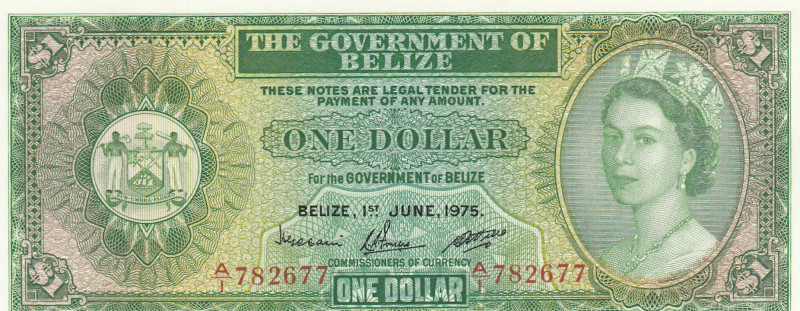 $1
$1
THE GOVERNMENT OF
BELIZE
THESE NOTES ARE LEGAL TENDER FOR THE
PAYMENT OF ANY AMOUNT.
ONE DOLLAR
For the GOVERNMENT of BELIZE
BELIZE, 1ST JUNE, 1975.
COMMISSIONERS OF CURRENCY
A/1 782677 A/1 782677
ONE DOLLAR
$1
$1